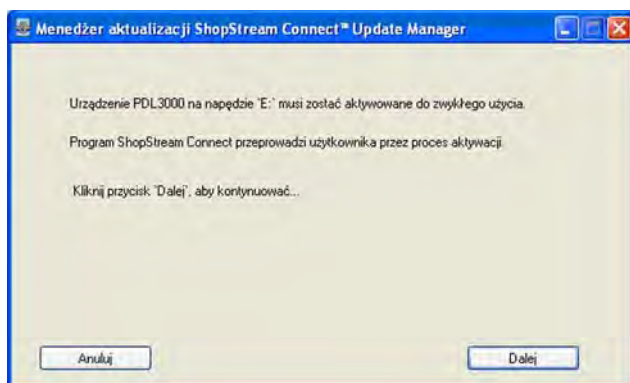 Menedżer aktualizacji ShopStream Connect™ Update Manager
Urządzenie PDL3000 na napędzie 'E:' musi zostać aktywowane do zwykłego użycia.
Program ShopStream Connect przeprowadzi użytkownika przez proces aktywacji.
Kliknij przycisk 'Dalej', aby kontynuować...
Anuluj
Dalej